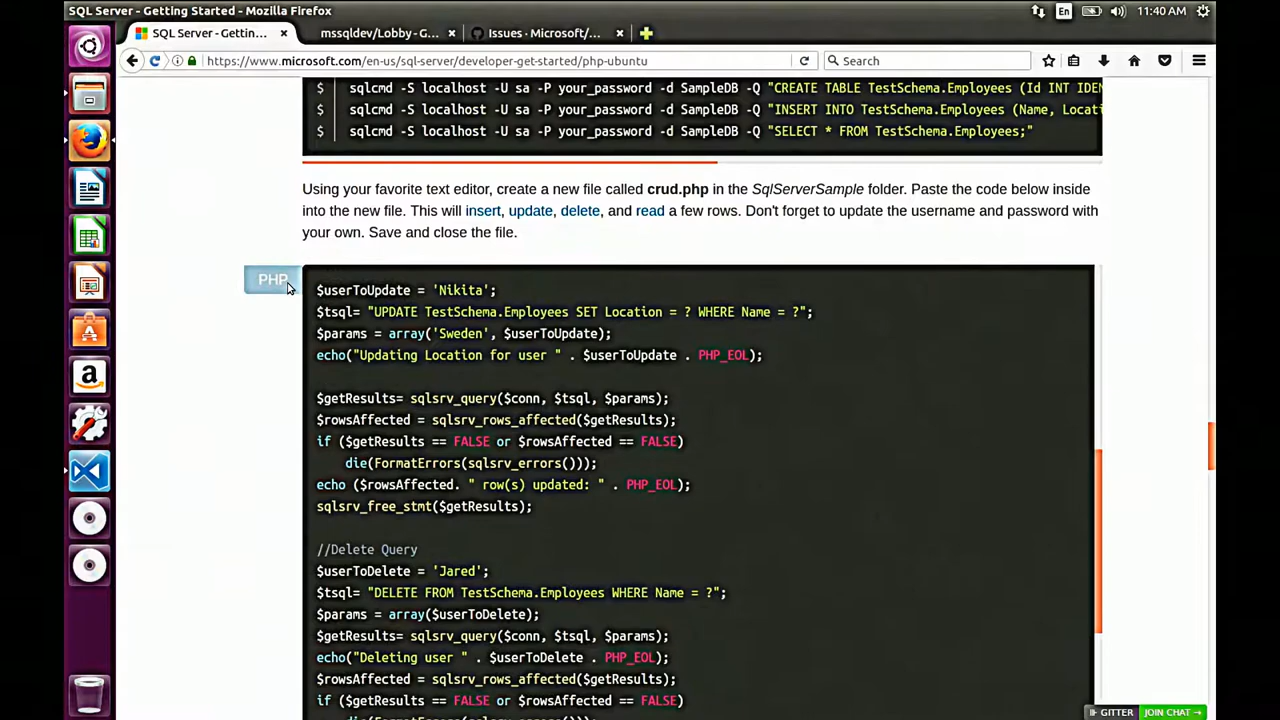 SQL Server - Getting Started - Mozilla Firefox
En
11:40 AM
SQL Server - Gettin...
mssqldev/Lobby - G...
Issues · Microsoft/...
https://www.microsoft.com/en-us/sql-server/developer-get-started/php-ubuntu
Search
$ sqlcmd -S localhost -U sa -P your_password -d SampleDB -Q "CREATE TABLE TestSchema.Employees (Id INT IDEN
$ sqlcmd -S localhost -U sa -P your_password -d SampleDB -Q "INSERT INTO TestSchema.Employees (Name, Locati
$ sqlcmd -S localhost -U sa -P your_password -d SampleDB -Q "SELECT * FROM TestSchema.Employees;"
Using your favorite text editor, create a new file called crud.php in the SqlServerSample folder. Paste the code below inside
into the new file. This will insert, update, delete, and read a few rows. Don't forget to update the username and password with
your own. Save and close the file.
PHP
$userToUpdate = 'Nikita';
$tsql= "UPDATE TestSchema.Employees SET Location = ? WHERE Name = ?";
$params = array('Sweden', $userToUpdate);
echo("Updating Location for user " . $userToUpdate . PHP_EOL);
$getResults= sqlsrv_query($conn, $tsql, $params);
$rowsAffected = sqlsrv_rows_affected($getResults);
if ($getResults == FALSE or $rowsAffected == FALSE)
die(FormatErrors(sqlsrv_errors()));
echo ($rowsAffected. " row(s) updated: " . PHP_EOL);
sqlsrv_free_stmt($getResults);
//Delete Query
$userToDelete = 'Jared';
$tsql= "DELETE FROM TestSchema.Employees WHERE Name = ?";
$params = array($userToDelete);
$getResults= sqlsrv_query($conn, $tsql, $params);
echo("Deleting user " . $userToDelete . PHP_EOL);
$rowsAffected = sqlsrv_rows_affected($getResults);
if ($getResults == FALSE or $rowsAffected == FALSE)
die(FormatErrors(sqlsrv_errors()));
GITTER JOIN CHAT →